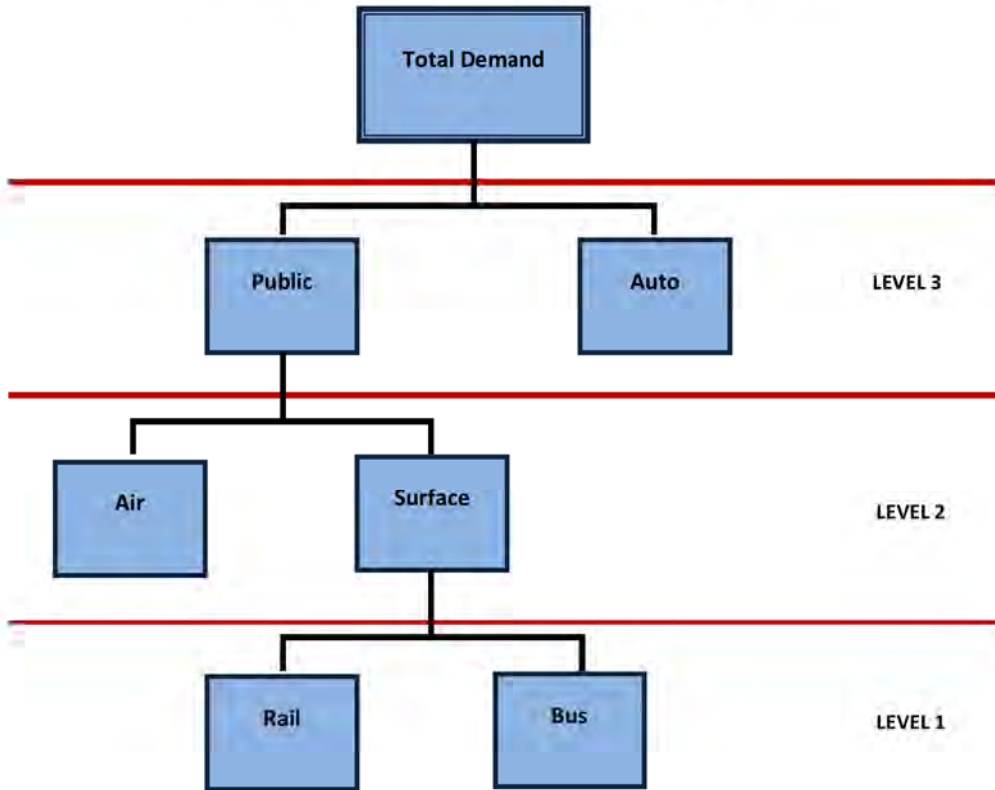 Total Demand
Public
Auto
LEVEL 3
Air
Surface
LEVEL 2
Rail
Bus
LEVEL 1